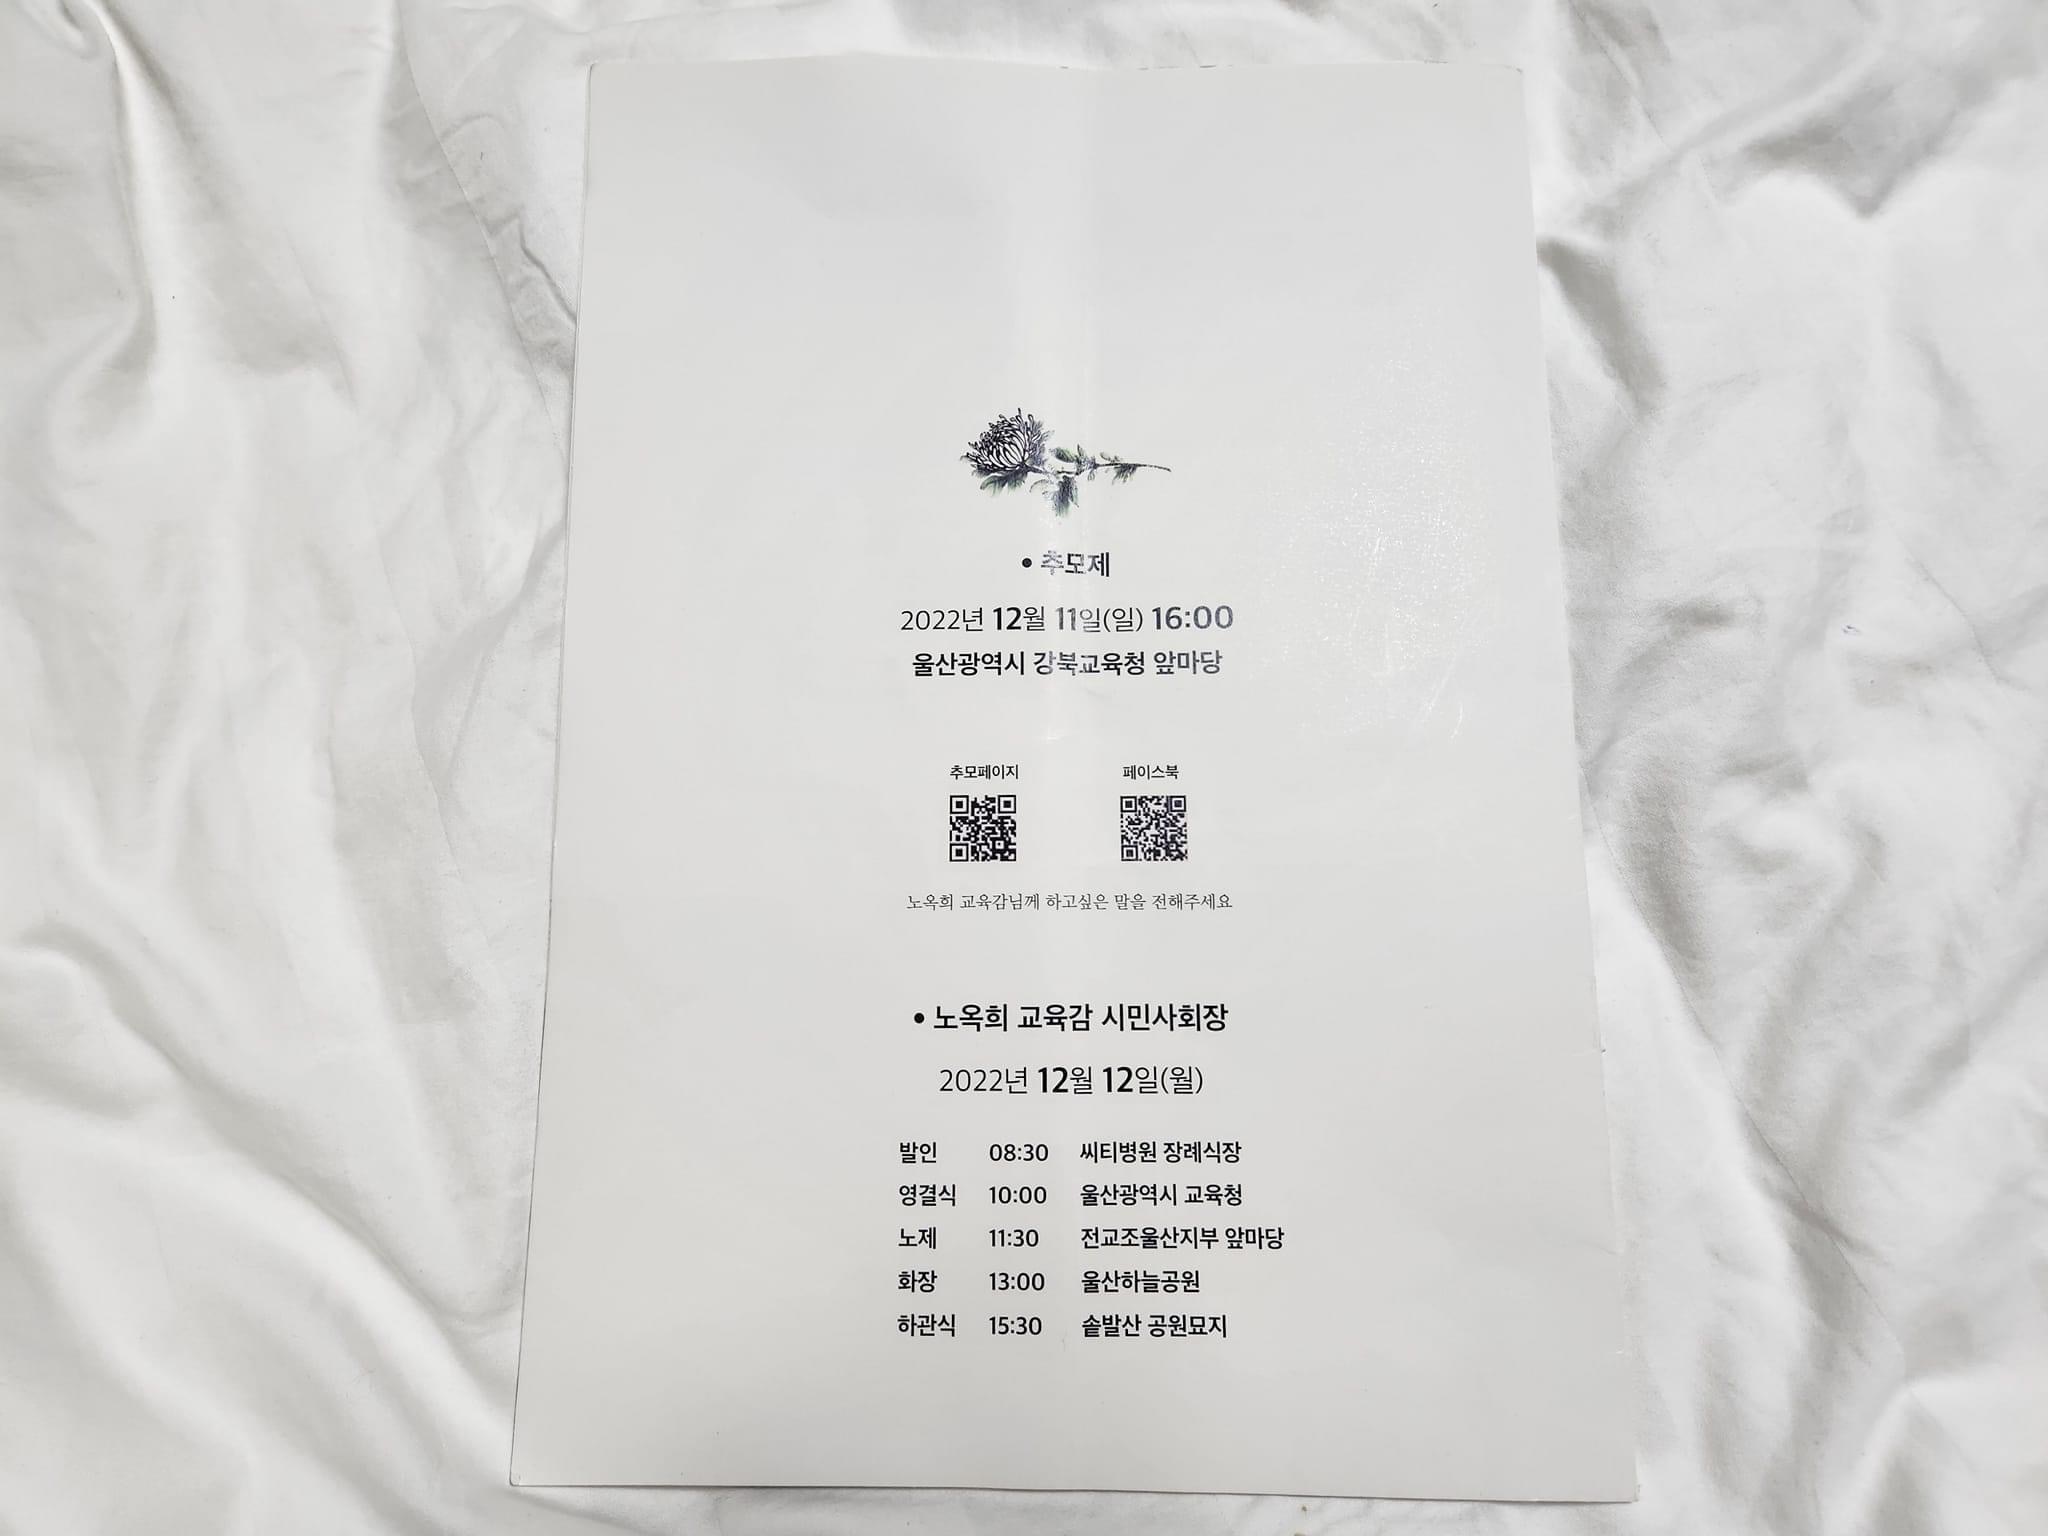 • 추모제
2022년 12월 11일(일) 16:00
울산광역시 강북교육청 앞마당
추모페이지 페이스북
노옥희 교육감님께 하고싶은 말을 전해주세요
• 노옥희 교육감 시민사회장
2022년 12월 12일(월)
발인 08:30 씨티병원 장례식장
영결식 10:00 울산광역시 교육청
노제 11:30 전교조울산지부 앞마당
화장 13:00 울산하늘공원
하관식 15:30 솥발산 공원묘지